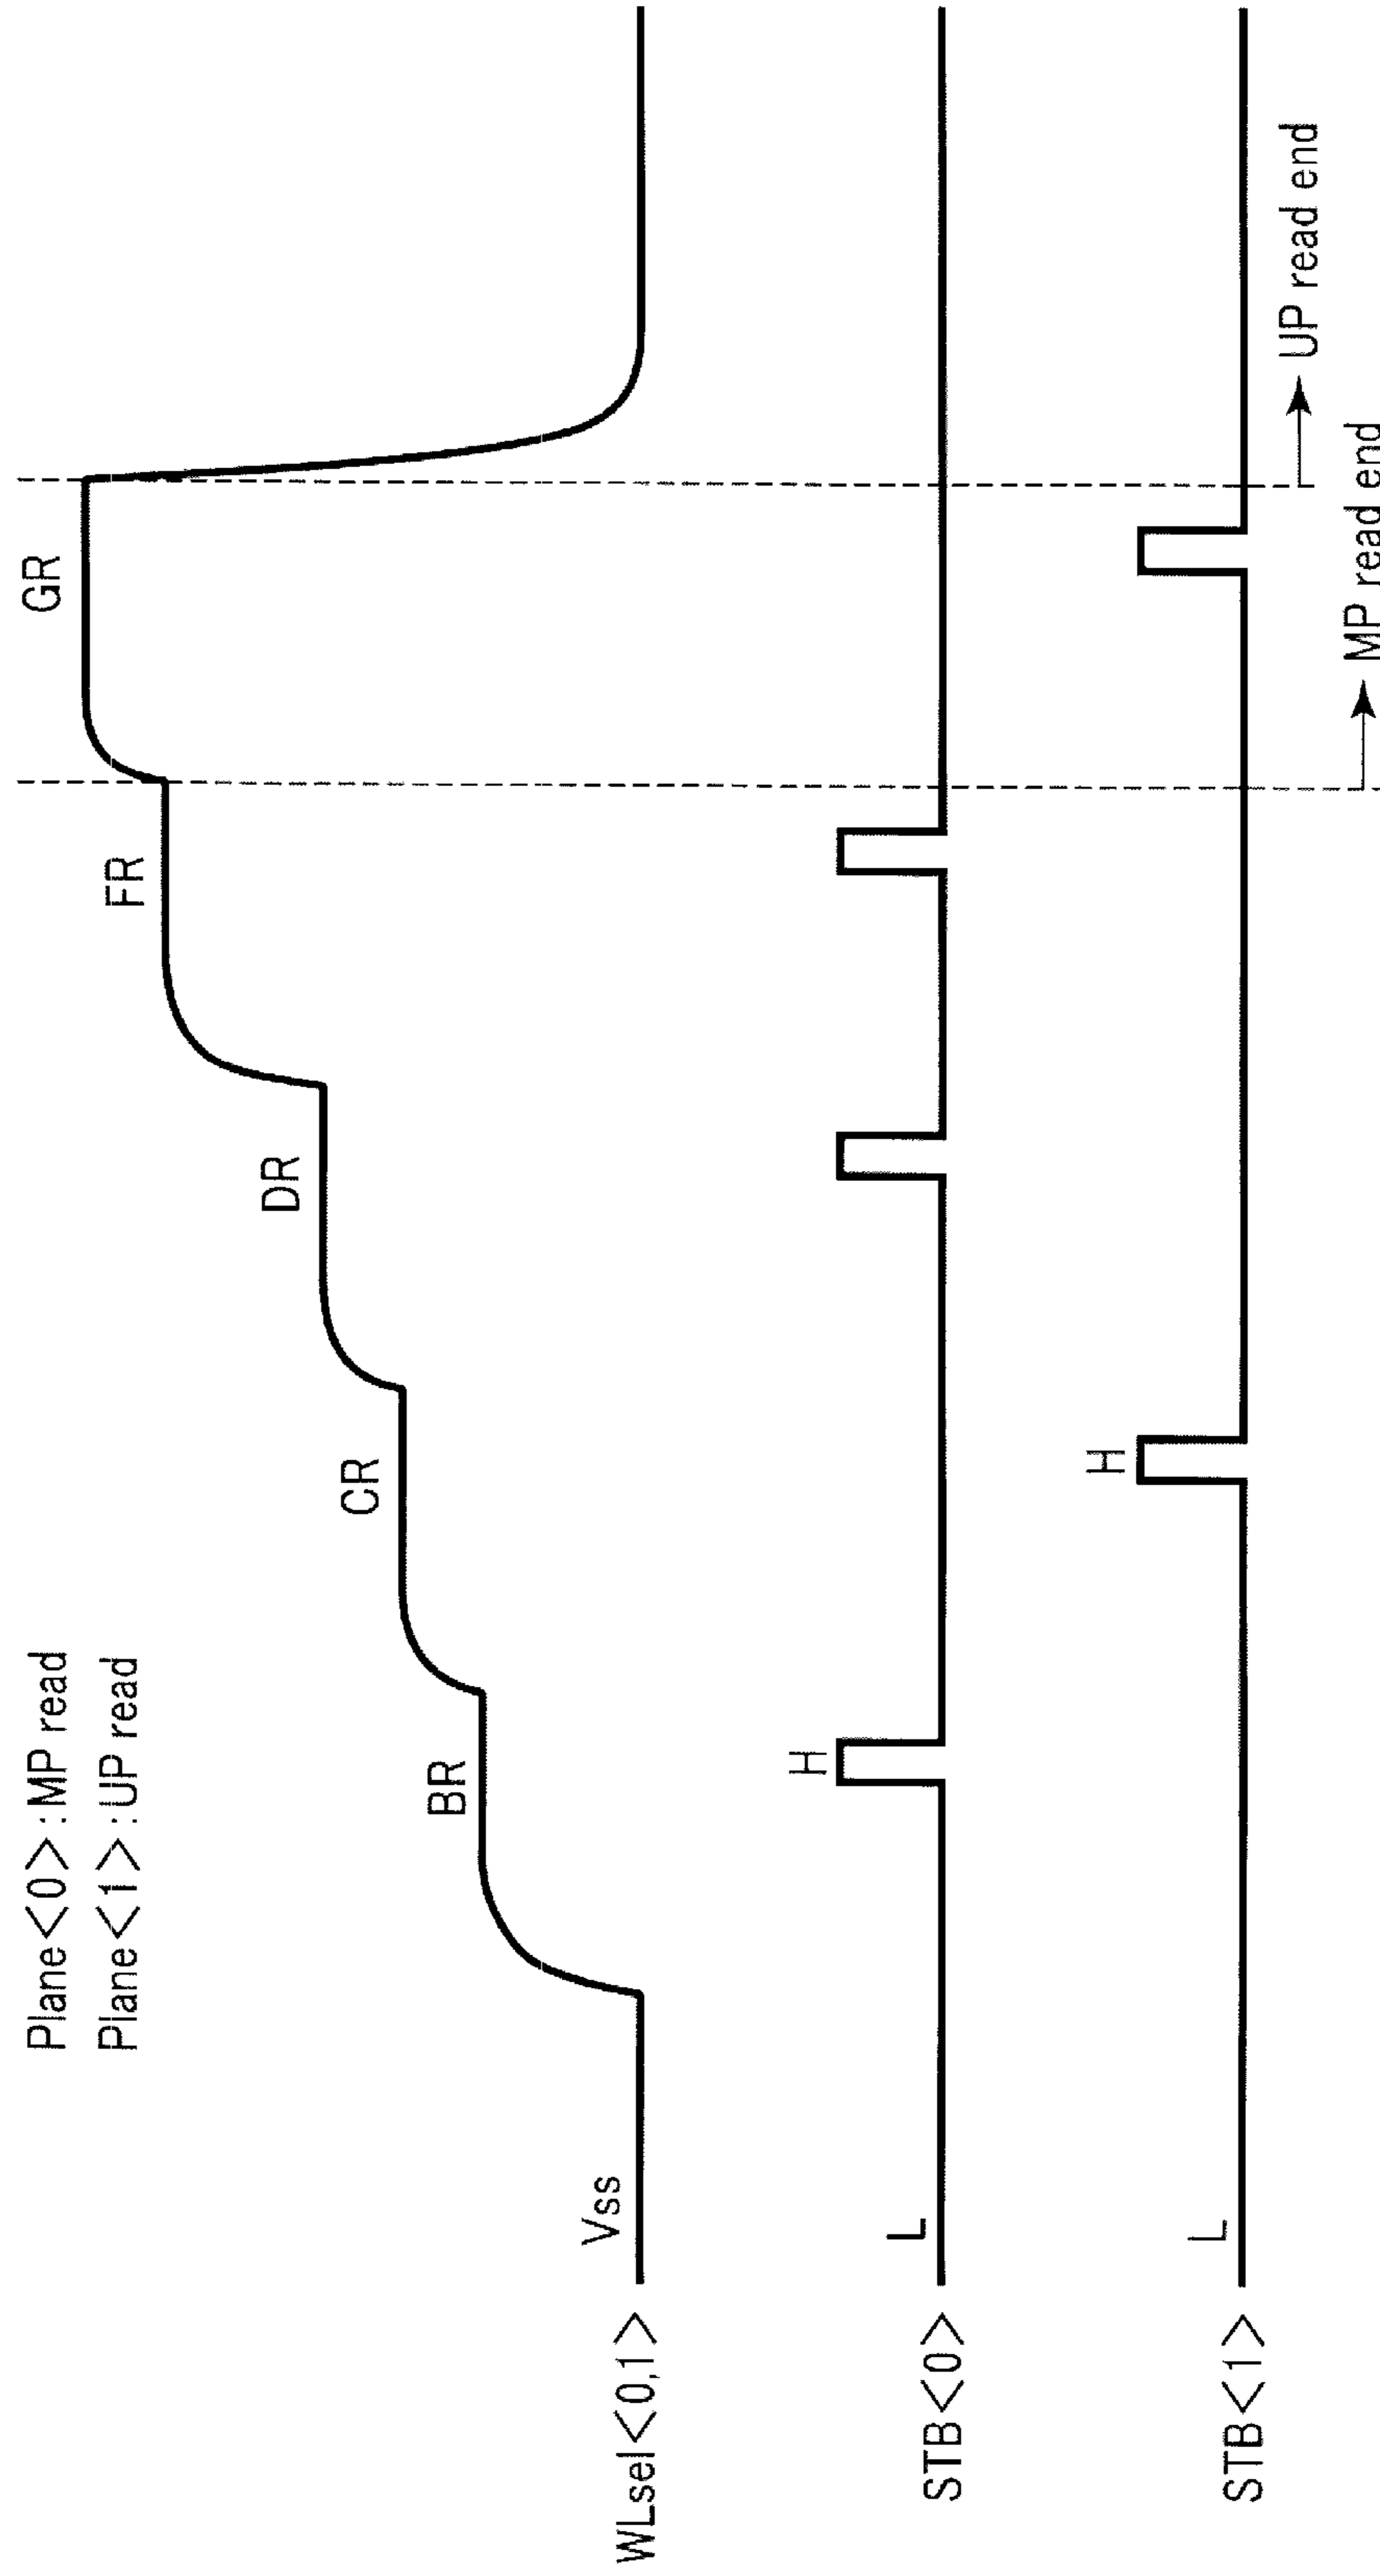 Plane<0>:MP read
Plane<1>:UP read
BR
CR
DR
FR
GR
Vss
WLsel<0,1>
H
L
STB<0>
H
L
STB<1>
UP read end
MP read end